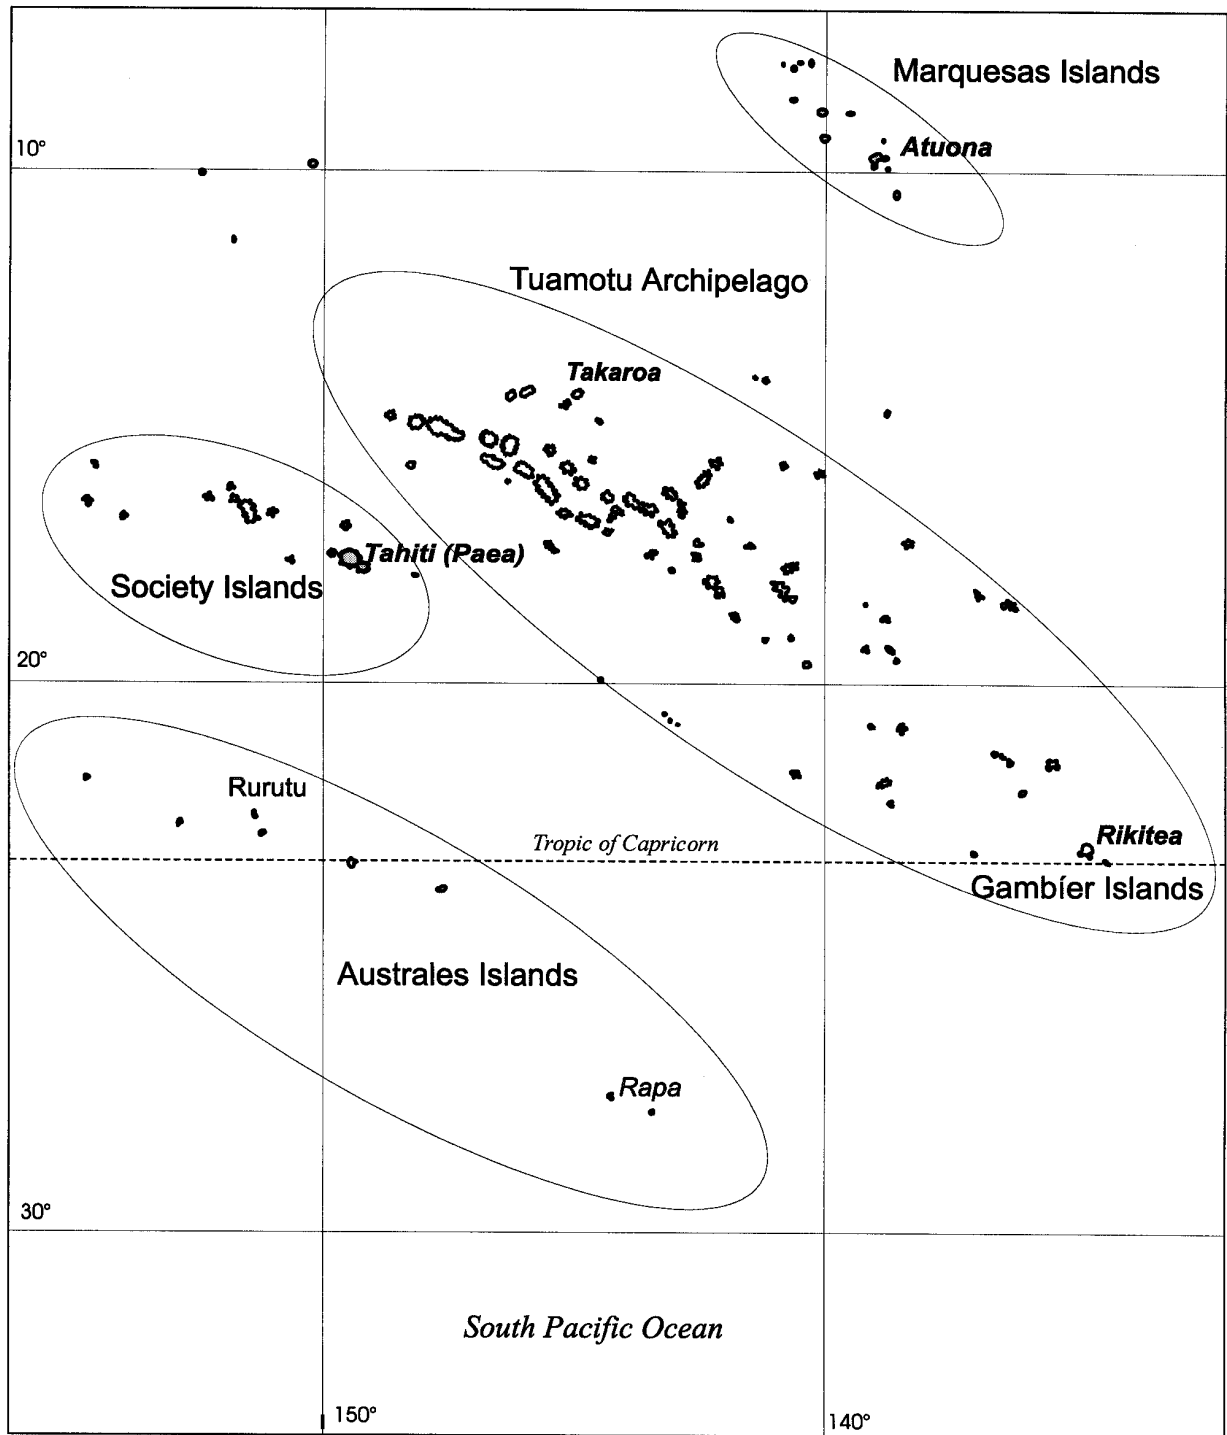 Marquesas Islands
10°
Atuona
Tuamotu Archipelago
Takaroa
Tahiti (Paea)
Society Islands
20°
Rurutu
Tropic of Capricorn
Rikitea
Gambíer Islands
Australes Islands
Rapa
30°
South Pacific Ocean
150°
140°